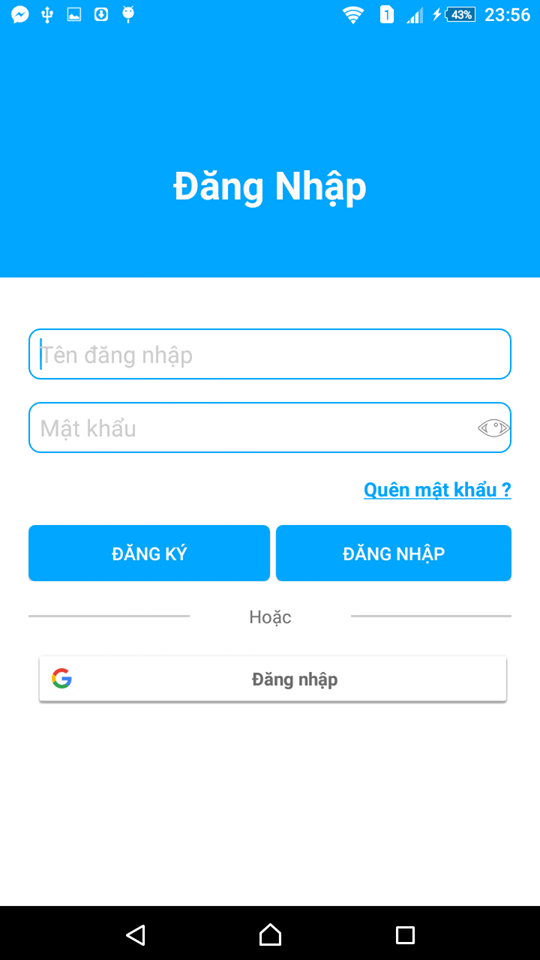 1 43% 23:56
Đăng Nhập
Tên đăng nhập
Mật khẩu
Quên mật khẩu ?
ĐĂNG KÝ ĐĂNG NHẬP
Hoặc
Đăng nhập